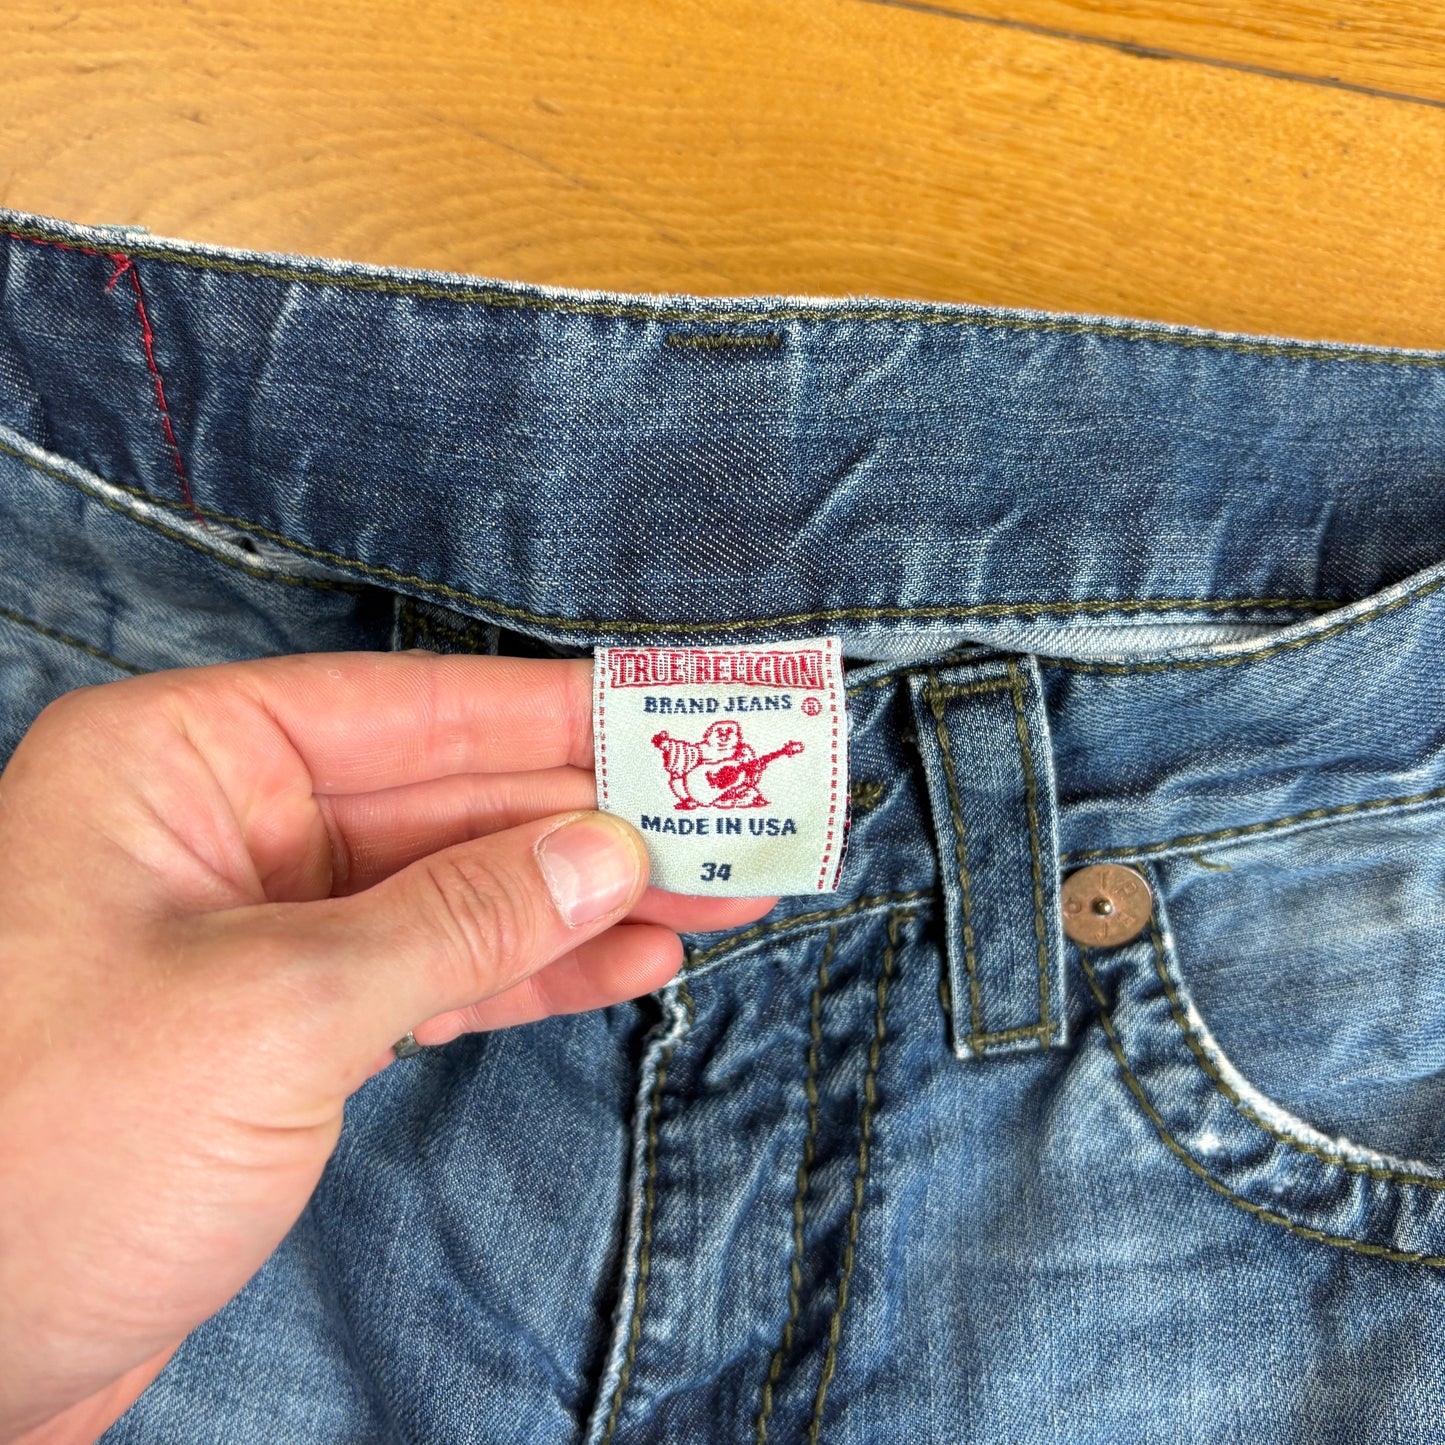 TRUE RELIGION
BRAND JEANS ®
MADE IN USA
34